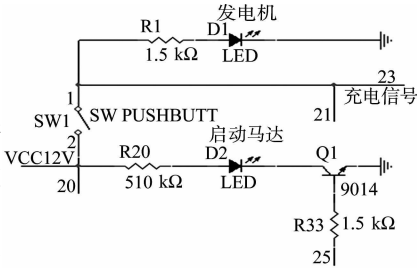 发电机
R1
D1
1.5 kΩ
LED
23
充电信号
1
21
SW1
SW PUSHBUTT
2
启动马达
VCC12V
R20
D2
Q1
20
510 kΩ
LED
9014
R33
1.5 kΩ
25